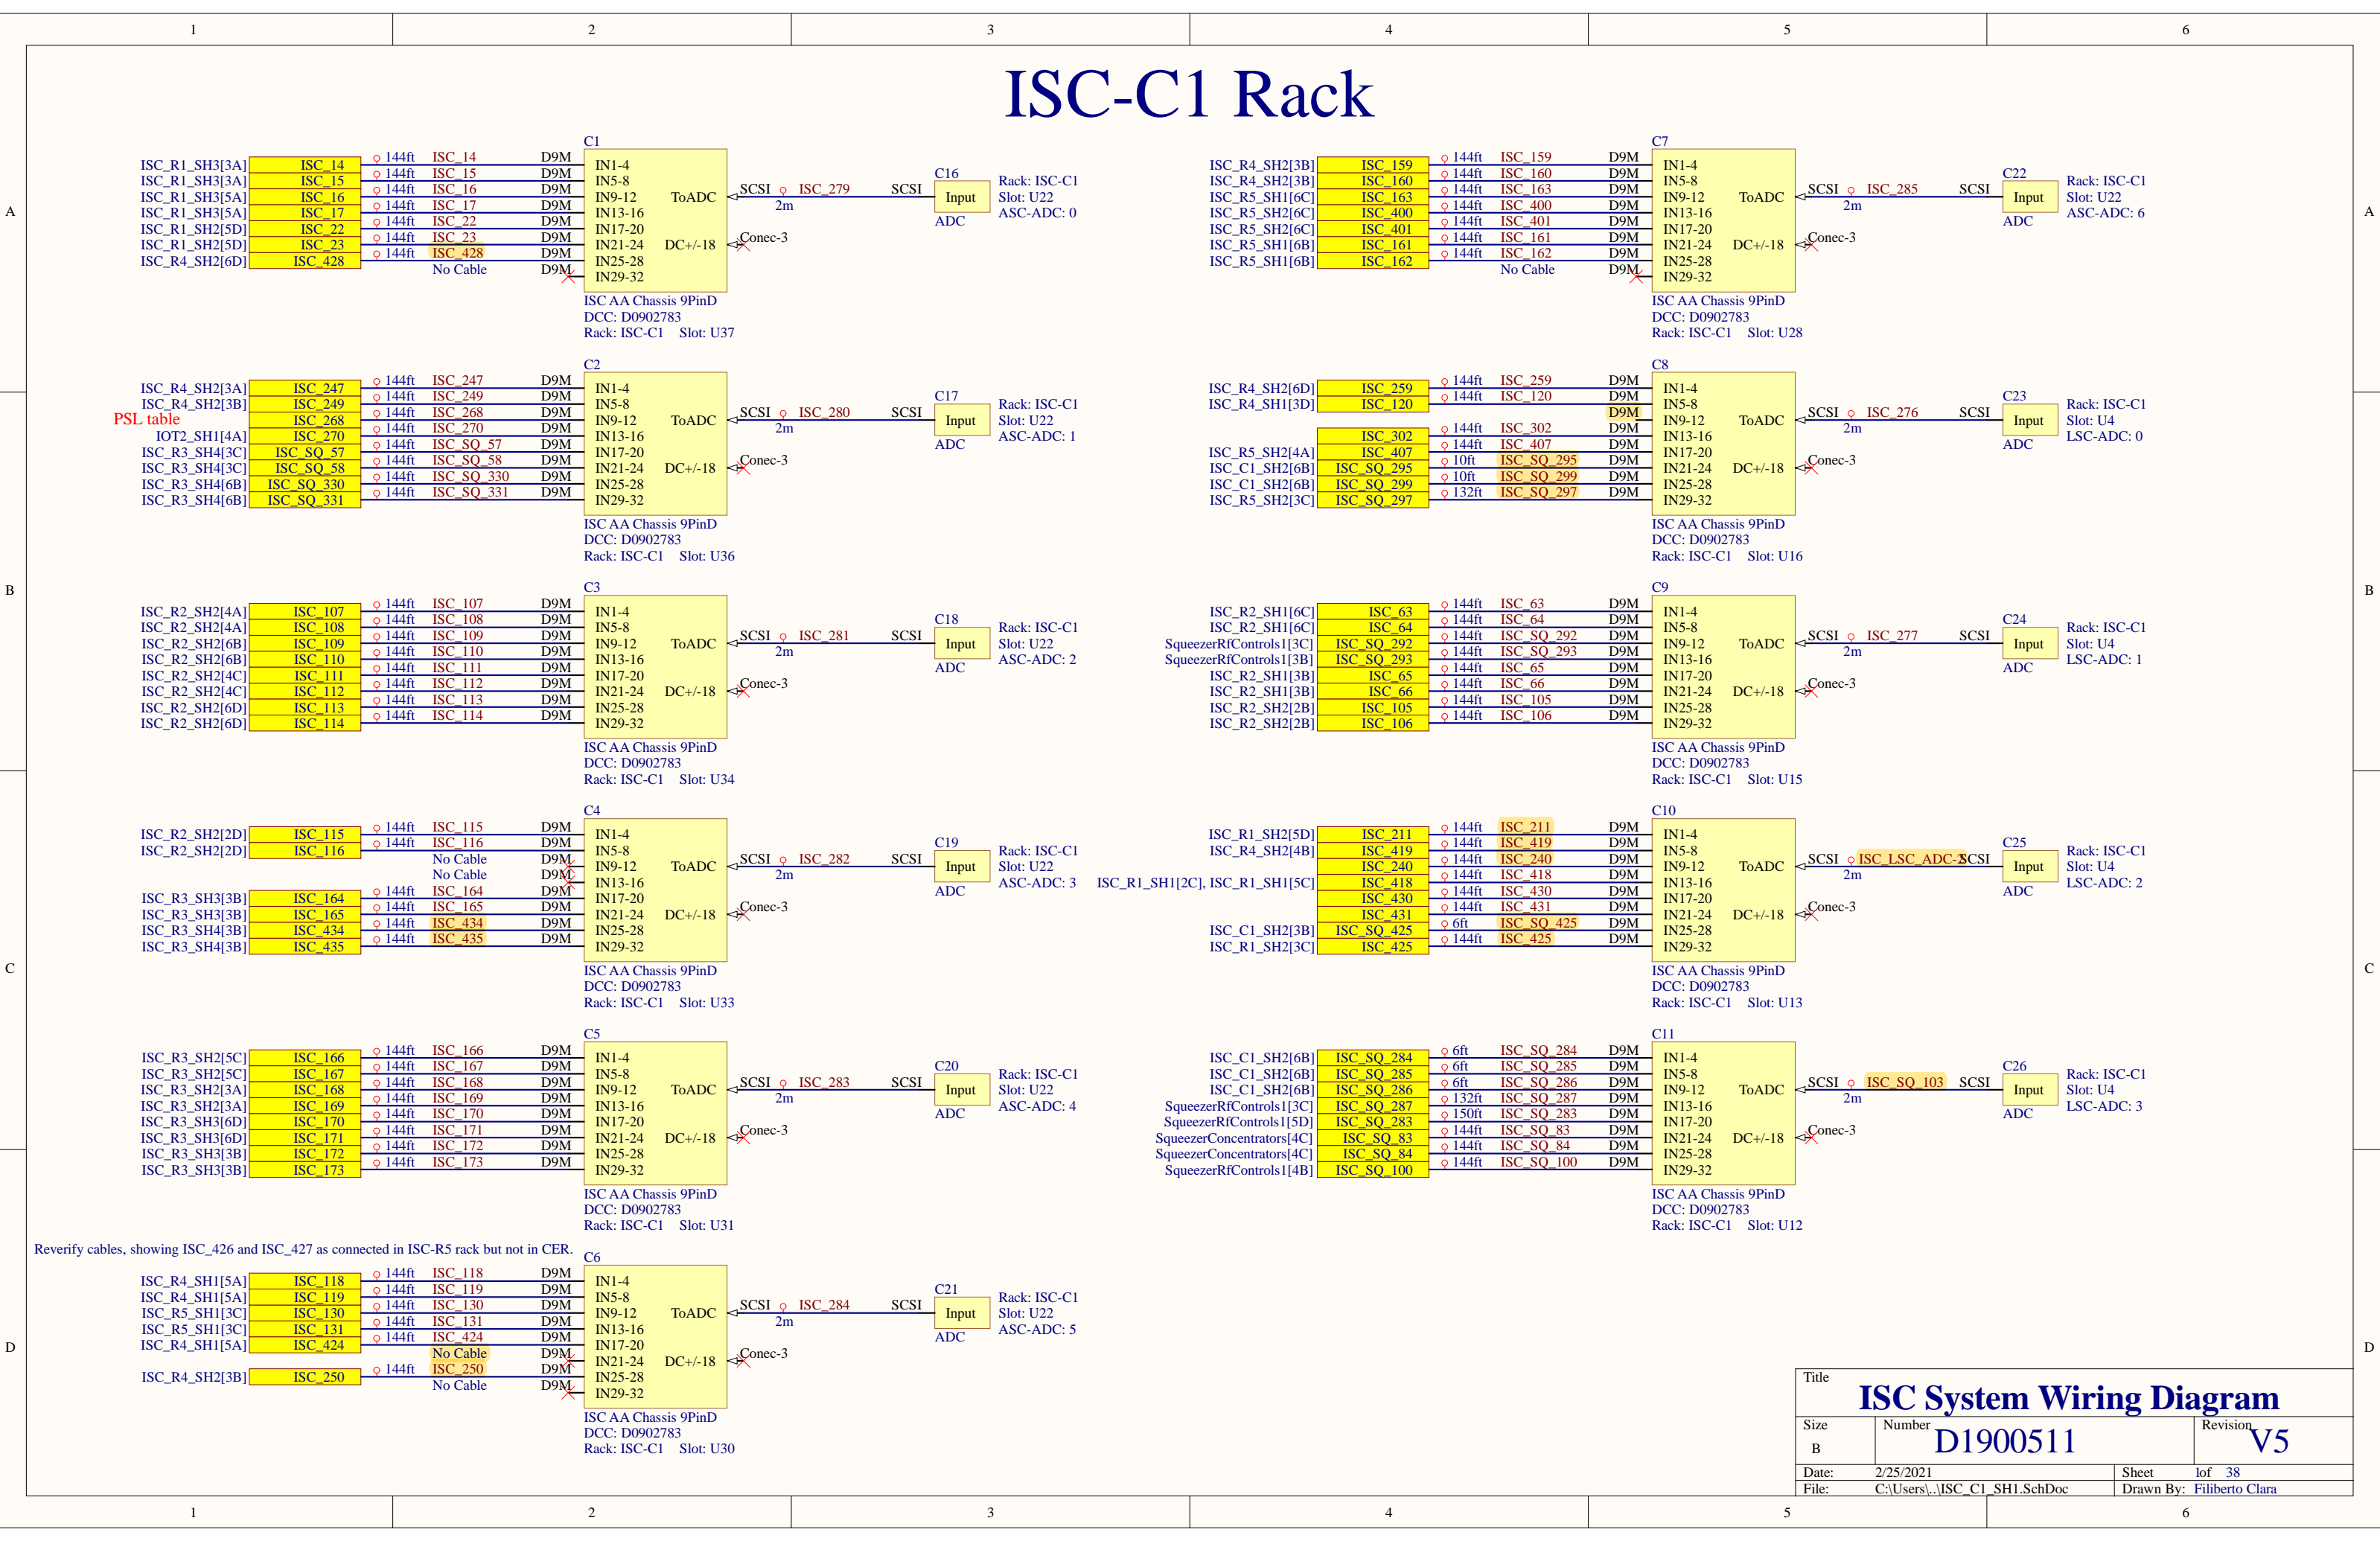 1 2 3 4 5 6
ISC-C1 Rack
A A
B B
C C
D D
C1
ISC_R1_SH3[3A] ISC_14 144ft ISC_14 D9M IN1-4
ISC_R1_SH3[3A] ISC_15 144ft ISC_15 D9M IN5-8
ISC_R1_SH3[5A] ISC_16 144ft ISC_16 D9M IN9-12
ISC_R1_SH3[5A] ISC_17 144ft ISC_17 D9M IN13-16
ISC_R1_SH2[5D] ISC_22 144ft ISC_22 D9M IN17-20
ISC_R1_SH2[5D] ISC_23 144ft ISC_23 D9M IN21-24
ISC_R4_SH2[6D] ISC_428 144ft ISC_428 D9M IN25-28
No Cable D9M IN29-32
ToADC SCSI ISC_279 SCSI
2m
DC+/-18 Conec-3
ISC AA Chassis 9PinD
DCC: D0902783
Rack: ISC-C1 Slot: U37
C16
Input
ADC
Rack: ISC-C1
Slot: U22
ASC-ADC: 0
C2
ISC_R4_SH2[3A] ISC_247 144ft ISC_247 D9M IN1-4
ISC_R4_SH2[3B] ISC_249 144ft ISC_249 D9M IN5-8
PSL table ISC_268 144ft ISC_268 D9M IN9-12
IOT2_SH1[4A] ISC_270 144ft ISC_270 D9M IN13-16
ISC_R3_SH4[3C] ISC_SQ_57 144ft ISC_SQ_57 D9M IN17-20
ISC_R3_SH4[3C] ISC_SQ_58 144ft ISC_SQ_58 D9M IN21-24
ISC_R3_SH4[6B] ISC_SQ_330 144ft ISC_SQ_330 D9M IN25-28
ISC_R3_SH4[6B] ISC_SQ_331 144ft ISC_SQ_331 D9M IN29-32
ToADC SCSI ISC_280 SCSI
2m
DC+/-18 Conec-3
ISC AA Chassis 9PinD
DCC: D0902783
Rack: ISC-C1 Slot: U36
C17
Input
ADC
Rack: ISC-C1
Slot: U22
ASC-ADC: 1
C3
ISC_R2_SH2[4A] ISC_107 144ft ISC_107 D9M IN1-4
ISC_R2_SH2[4A] ISC_108 144ft ISC_108 D9M IN5-8
ISC_R2_SH2[6B] ISC_109 144ft ISC_109 D9M IN9-12
ISC_R2_SH2[6B] ISC_110 144ft ISC_110 D9M IN13-16
ISC_R2_SH2[4C] ISC_111 144ft ISC_111 D9M IN17-20
ISC_R2_SH2[4C] ISC_112 144ft ISC_112 D9M IN21-24
ISC_R2_SH2[6D] ISC_113 144ft ISC_113 D9M IN25-28
ISC_R2_SH2[6D] ISC_114 144ft ISC_114 D9M IN29-32
ToADC SCSI ISC_281 SCSI
2m
DC+/-18 Conec-3
ISC AA Chassis 9PinD
DCC: D0902783
Rack: ISC-C1 Slot: U34
C18
Input
ADC
Rack: ISC-C1
Slot: U22
ASC-ADC: 2
C4
ISC_R2_SH2[2D] ISC_115 144ft ISC_115 D9M IN1-4
ISC_R2_SH2[2D] ISC_116 144ft ISC_116 D9M IN5-8
No Cable D9M IN9-12
No Cable D9M IN13-16
ISC_R3_SH3[3B] ISC_164 144ft ISC_164 D9M IN17-20
ISC_R3_SH3[3B] ISC_165 144ft ISC_165 D9M IN21-24
ISC_R3_SH4[3B] ISC_434 144ft ISC_434 D9M IN25-28
ISC_R3_SH4[3B] ISC_435 144ft ISC_435 D9M IN29-32
ToADC SCSI ISC_282 SCSI
2m
DC+/-18 Conec-3
ISC AA Chassis 9PinD
DCC: D0902783
Rack: ISC-C1 Slot: U33
C19
Input
ADC
Rack: ISC-C1
Slot: U22
ASC-ADC: 3
C5
ISC_R3_SH2[5C] ISC_166 144ft ISC_166 D9M IN1-4
ISC_R3_SH2[5C] ISC_167 144ft ISC_167 D9M IN5-8
ISC_R3_SH2[3A] ISC_168 144ft ISC_168 D9M IN9-12
ISC_R3_SH2[3A] ISC_169 144ft ISC_169 D9M IN13-16
ISC_R3_SH3[6D] ISC_170 144ft ISC_170 D9M IN17-20
ISC_R3_SH3[6D] ISC_171 144ft ISC_171 D9M IN21-24
ISC_R3_SH3[3B] ISC_172 144ft ISC_172 D9M IN25-28
ISC_R3_SH3[3B] ISC_173 144ft ISC_173 D9M IN29-32
ToADC SCSI ISC_283 SCSI
2m
DC+/-18 Conec-3
ISC AA Chassis 9PinD
DCC: D0902783
Rack: ISC-C1 Slot: U31
C20
Input
ADC
Rack: ISC-C1
Slot: U22
ASC-ADC: 4
Reverify cables, showing ISC_426 and ISC_427 as connected in ISC-R5 rack but not in CER.
C6
ISC_R4_SH1[5A] ISC_118 144ft ISC_118 D9M IN1-4
ISC_R4_SH1[5A] ISC_119 144ft ISC_119 D9M IN5-8
ISC_R5_SH1[3C] ISC_130 144ft ISC_130 D9M IN9-12
ISC_R5_SH1[3C] ISC_131 144ft ISC_131 D9M IN13-16
ISC_R4_SH1[5A] ISC_424 144ft ISC_424 D9M IN17-20
No Cable D9M IN21-24
ISC_R4_SH2[3B] ISC_250 144ft ISC_250 D9M IN25-28
No Cable D9M IN29-32
ToADC SCSI ISC_284 SCSI
2m
DC+/-18 Conec-3
ISC AA Chassis 9PinD
DCC: D0902783
Rack: ISC-C1 Slot: U30
C21
Input
ADC
Rack: ISC-C1
Slot: U22
ASC-ADC: 5
C7
ISC_R4_SH2[3B] ISC_159 144ft ISC_159 D9M IN1-4
ISC_R4_SH2[3B] ISC_160 144ft ISC_160 D9M IN5-8
ISC_R5_SH1[6C] ISC_163 144ft ISC_163 D9M IN9-12
ISC_R5_SH2[6C] ISC_400 144ft ISC_400 D9M IN13-16
ISC_R5_SH2[6C] ISC_401 144ft ISC_401 D9M IN17-20
ISC_R5_SH1[6B] ISC_161 144ft ISC_161 D9M IN21-24
ISC_R5_SH1[6B] ISC_162 144ft ISC_162 D9M IN25-28
No Cable D9M IN29-32
ToADC SCSI ISC_285 SCSI
2m
DC+/-18 Conec-3
ISC AA Chassis 9PinD
DCC: D0902783
Rack: ISC-C1 Slot: U28
C22
Input
ADC
Rack: ISC-C1
Slot: U22
ASC-ADC: 6
C8
ISC_R4_SH2[6D] ISC_259 144ft ISC_259 D9M IN1-4
ISC_R4_SH1[3D] ISC_120 144ft ISC_120 D9M IN5-8
D9M IN9-12
ISC_302 144ft ISC_302 D9M IN13-16
ISC_R5_SH2[4A] ISC_407 144ft ISC_407 D9M IN17-20
ISC_C1_SH2[6B] ISC_SQ_295 10ft ISC_SQ_295 D9M IN21-24
ISC_C1_SH2[6B] ISC_SQ_299 10ft ISC_SQ_299 D9M IN25-28
ISC_R5_SH2[3C] ISC_SQ_297 132ft ISC_SQ_297 D9M IN29-32
ToADC SCSI ISC_276 SCSI
2m
DC+/-18 Conec-3
ISC AA Chassis 9PinD
DCC: D0902783
Rack: ISC-C1 Slot: U16
C23
Input
ADC
Rack: ISC-C1
Slot: U4
LSC-ADC: 0
C9
ISC_R2_SH1[6C] ISC_63 144ft ISC_63 D9M IN1-4
ISC_R2_SH1[6C] ISC_64 144ft ISC_64 D9M IN5-8
SqueezerRfControls1[3C] ISC_SQ_292 144ft ISC_SQ_292 D9M IN9-12
SqueezerRfControls1[3B] ISC_SQ_293 144ft ISC_SQ_293 D9M IN13-16
ISC_R2_SH1[3B] ISC_65 144ft ISC_65 D9M IN17-20
ISC_R2_SH1[3B] ISC_66 144ft ISC_66 D9M IN21-24
ISC_R2_SH2[2B] ISC_105 144ft ISC_105 D9M IN25-28
ISC_R2_SH2[2B] ISC_106 144ft ISC_106 D9M IN29-32
ToADC SCSI ISC_277 SCSI
2m
DC+/-18 Conec-3
ISC AA Chassis 9PinD
DCC: D0902783
Rack: ISC-C1 Slot: U15
C24
Input
ADC
Rack: ISC-C1
Slot: U4
LSC-ADC: 1
C10
ISC_R1_SH2[5D] ISC_211 144ft ISC_211 D9M IN1-4
ISC_R4_SH2[4B] ISC_419 144ft ISC_419 D9M IN5-8
ISC_240 144ft ISC_240 D9M IN9-12
ISC_R1_SH1[2C], ISC_R1_SH1[5C] ISC_418 144ft ISC_418 D9M IN13-16
ISC_430 144ft ISC_430 D9M IN17-20
ISC_431 144ft ISC_431 D9M IN21-24
ISC_C1_SH2[3B] ISC_SQ_425 6ft ISC_SQ_425 D9M IN25-28
ISC_R1_SH2[3C] ISC_425 144ft ISC_425 D9M IN29-32
ToADC SCSI ISC_LSC_ADC-2 SCSI
2m
DC+/-18 Conec-3
ISC AA Chassis 9PinD
DCC: D0902783
Rack: ISC-C1 Slot: U13
C25
Input
ADC
Rack: ISC-C1
Slot: U4
LSC-ADC: 2
C11
ISC_C1_SH2[6B] ISC_SQ_284 6ft ISC_SQ_284 D9M IN1-4
ISC_C1_SH2[6B] ISC_SQ_285 6ft ISC_SQ_285 D9M IN5-8
ISC_C1_SH2[6B] ISC_SQ_286 6ft ISC_SQ_286 D9M IN9-12
SqueezerRfControls1[3C] ISC_SQ_287 132ft ISC_SQ_287 D9M IN13-16
SqueezerRfControls1[5D] ISC_SQ_283 150ft ISC_SQ_283 D9M IN17-20
SqueezerConcentrators[4C] ISC_SQ_83 144ft ISC_SQ_83 D9M IN21-24
SqueezerConcentrators[4C] ISC_SQ_84 144ft ISC_SQ_84 D9M IN25-28
SqueezerRfControls1[4B] ISC_SQ_100 144ft ISC_SQ_100 D9M IN29-32
ToADC SCSI ISC_SQ_103 SCSI
2m
DC+/-18 Conec-3
ISC AA Chassis 9PinD
DCC: D0902783
Rack: ISC-C1 Slot: U12
C26
Input
ADC
Rack: ISC-C1
Slot: U4
LSC-ADC: 3
Title
ISC System Wiring Diagram
Size Number Revision
B D1900511 V5
Date: 2/25/2021 Sheet 1of 38
File: C:\Users\..\ISC_C1_SH1.SchDoc Drawn By: Filiberto Clara
1 2 3 4 5 6